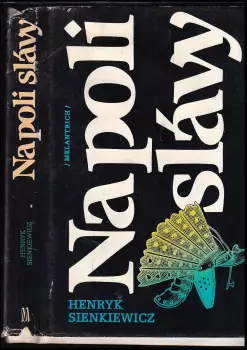 Na poli slávy
HENRYK
SIENKIEWICZ
M
Na poli
/ MELANTRICH /
slávy
HENRYK
SIENKIEWICZ